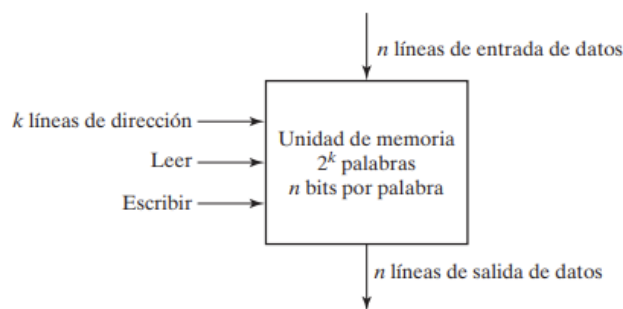 n líneas de entrada de datos
k líneas de dirección
Leer
Escribir
Unidad de memoria
2^k palabras
n bits por palabra
n líneas de salida de datos